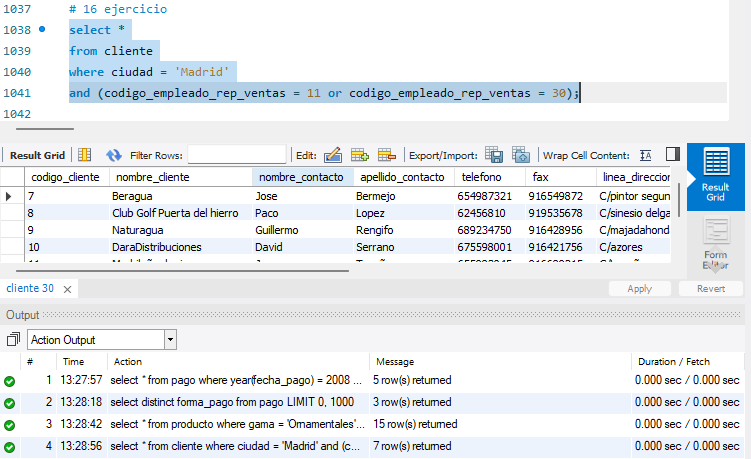 1037 # 16 ejercicio
1038 select *
1039 from cliente
1040 where ciudad = 'Madrid'
1041 and (codigo_empleado_rep_ventas = 11 or codigo_empleado_rep_ventas = 30);
1042
Result Grid Filter Rows: Edit: Export/Import: Wrap Cell Content: IA
codigo_cliente nombre_cliente nombre_contacto apellido_contacto telefono fax linea_direccion
7 Beragua Jose Bermejo 654987321 916549872 C/pintor segun
8 Club Golf Puerta del hierro Paco Lopez 62456810 919535678 C/sinesio delga
9 Naturagua Guillermo Rengifo 689234750 916428956 C/majadahond
10 DaraDistribuciones David Serrano 675598001 916421756 C/azores
Result
Grid
Form
Editor
cliente 30 Apply Revert
Output
Action Output
# Time Action Message Duration / Fetch
1 13:27:57 select * from pago where year(fecha_pago) = 2008 ... 5 row(s) returned 0.000 sec / 0.000 sec
2 13:28:18 select distinct forma_pago from pago LIMIT 0, 1000 3 row(s) returned 0.000 sec / 0.000 sec
3 13:28:42 select * from producto where gama = 'Ornamentales'... 15 row(s) returned 0.000 sec / 0.000 sec
4 13:28:56 select * from cliente where ciudad = 'Madrid' and (c... 7 row(s) returned 0.000 sec / 0.000 sec